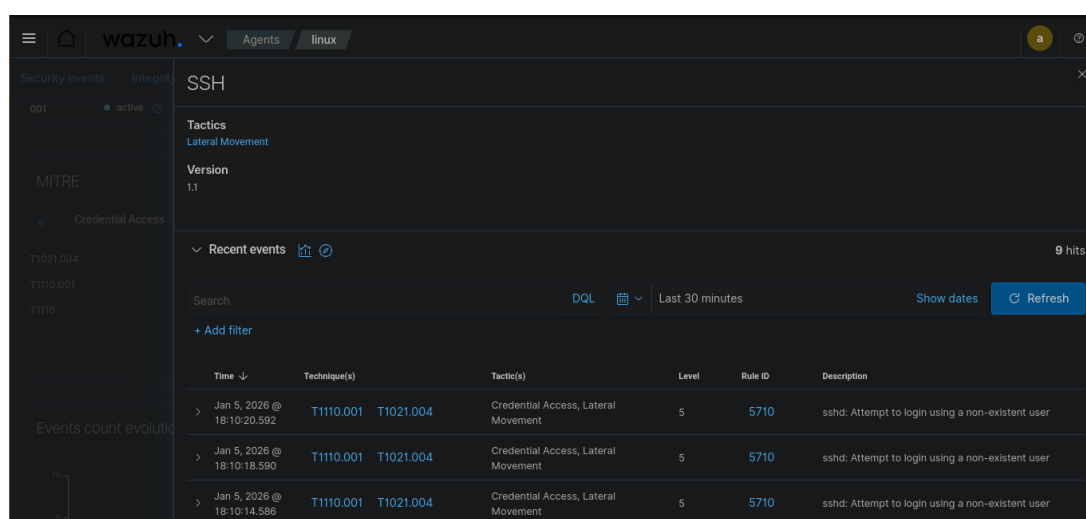 wazuh. Agents linux a
Security events Integrit
SSH
001 active
Tactics
Lateral Movement
Version
1.1
MITRE
Credential Access
T1021.004
T1110.001
T1110
Recent events 9 hits
Search DQL Last 30 minutes Show dates Refresh
+ Add filter
Time Technique(s) Tactic(s) Level Rule ID Description
Jan 5, 2026 @ 18:10:20.592 T1110.001 T1021.004 Credential Access, Lateral Movement 5 5710 sshd: Attempt to login using a non-existent user
Events count evolutio
Jan 5, 2026 @ 18:10:18.590 T1110.001 T1021.004 Credential Access, Lateral Movement 5 5710 sshd: Attempt to login using a non-existent user
10
Jan 5, 2026 @ 18:10:14.586 T1110.001 T1021.004 Credential Access, Lateral Movement 5 5710 sshd: Attempt to login using a non-existent user